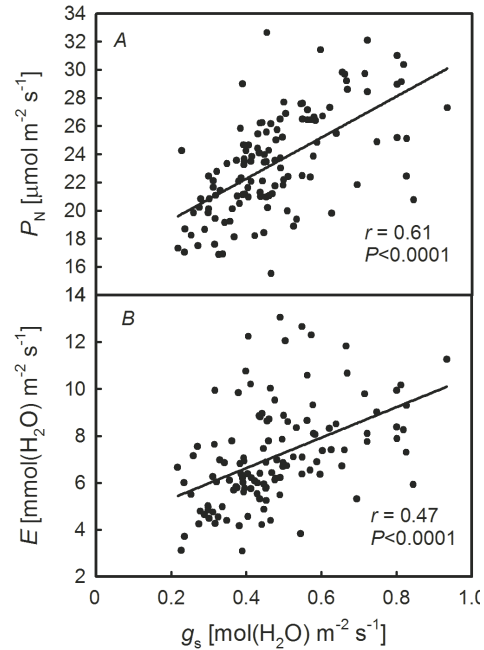 A
34
32
30
28
26
24
22
20
18
16
14
P_N [μmol m⁻² s⁻¹]
r = 0.61
P<0.0001
B
12
10
8
6
4
2
E [mmol(H₂O) m⁻² s⁻¹]
r = 0.47
P<0.0001
0 0.2 0.4 0.6 0.8 1.0
g_s [mol(H₂O) m⁻² s⁻¹]